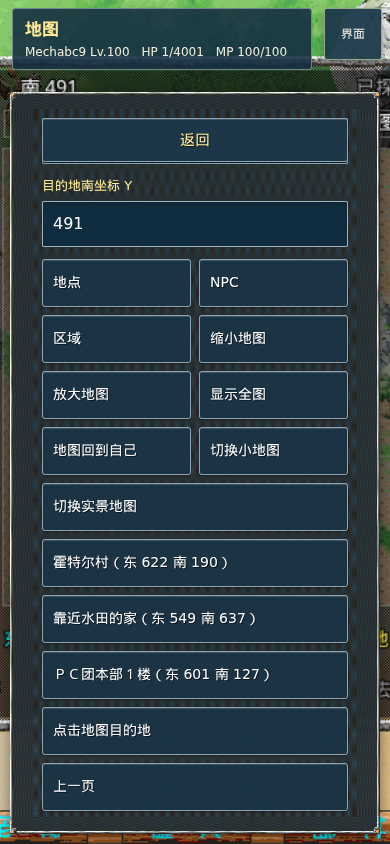 地图
Mechabc9 Lv.100 HP 1/4001 MP 100/100
界面
南 491
返回
目的地南坐标 Y
491
地点
NPC
区域
缩小地图
放大地图
显示全图
地图回到自己
切换小地图
切换实景地图
霍特尔村（东 622 南 190）
靠近水田的家（东 549 南 637）
ＰＣ团本部１楼（东 601 南 127）
点击地图目的地
上一页